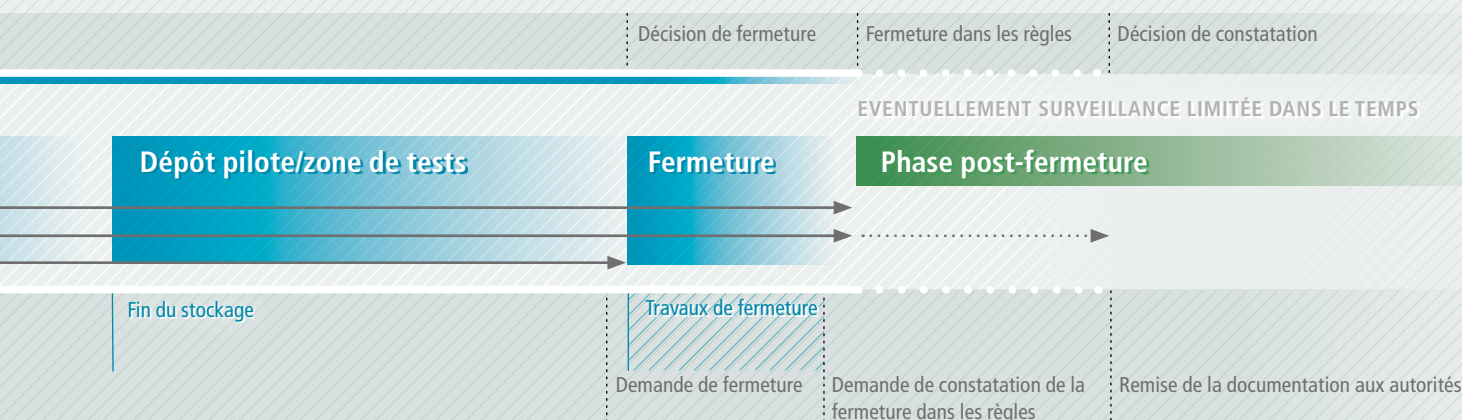 Décision de fermeture
Fermeture dans les règles
Décision de constatation
EVENTUELLEMENT SURVEILLANCE LIMITÉE DANS LE TEMPS
Dépôt pilote/zone de tests
Fermeture
Phase post-fermeture
Fin du stockage
Travaux de fermeture
Demande de fermeture
Demande de constatation de la
fermeture dans les règles
Remise de la documentation aux autorités